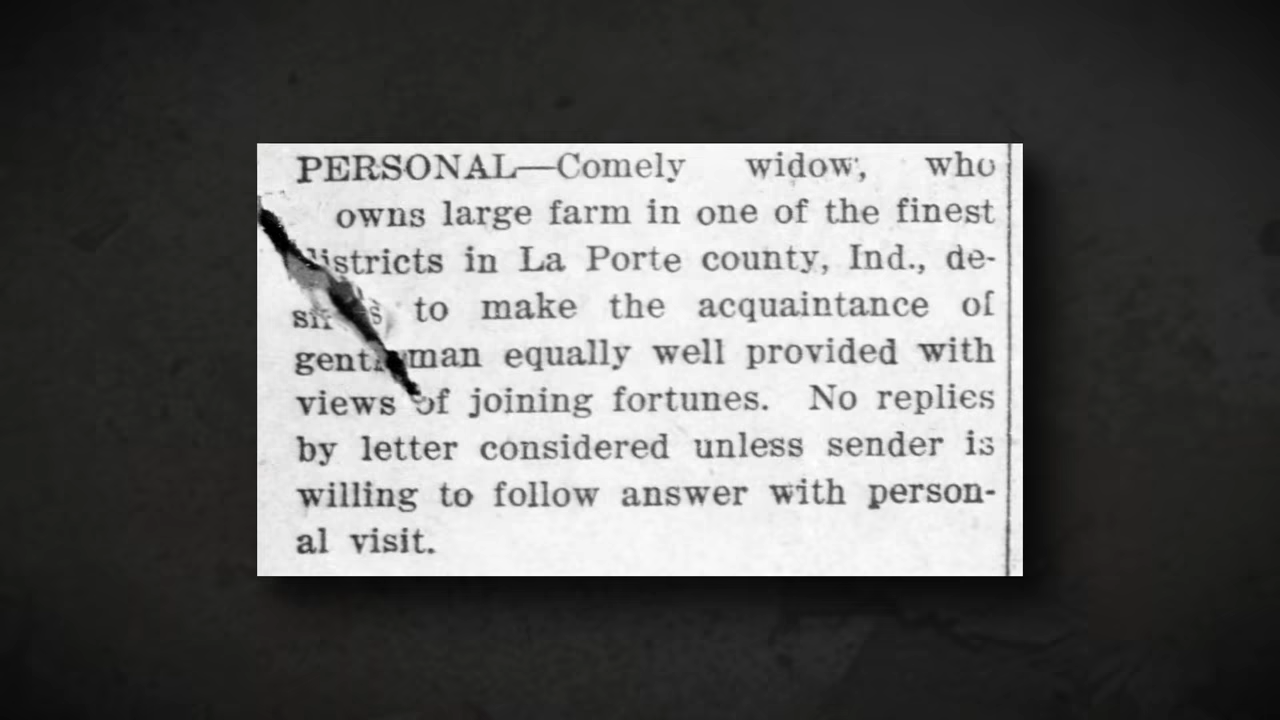 PERSONAL—Comely widow, who
owns large farm in one of the finest
districts in La Porte county, Ind., de-
to make the acquaintance of
equally well provided with
views of joining fortunes. No replies
by letter considered unless sender is
willing to follow answer with person-
al visit.